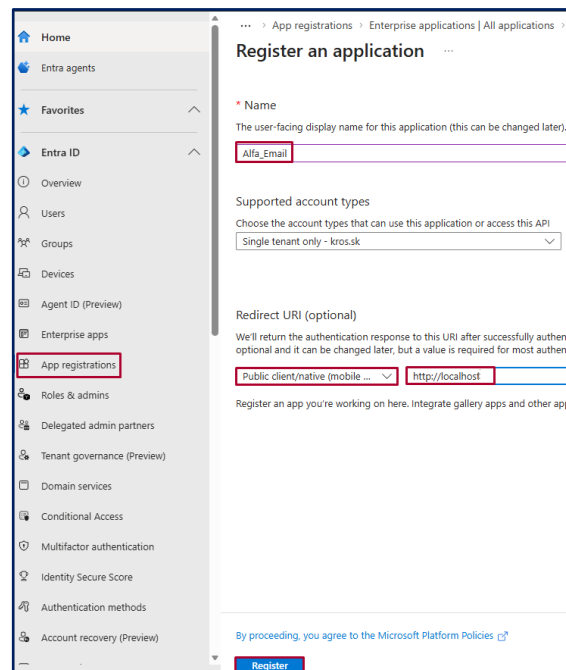 Home
Entra agents
Favorites
Entra ID
Overview
Users
Groups
Devices
Agent ID (Preview)
Enterprise apps
App registrations
Roles & admins
Delegated admin partners
Tenant governance (Preview)
Domain services
Conditional Access
Multifactor authentication
Identity Secure Score
Authentication methods
Account recovery (Preview)
··· > App registrations > Enterprise applications | All applications >
Register an application ···
* Name
The user-facing display name for this application (this can be changed later).
Alfa_Email
Supported account types
Choose the account types that can use this application or access this API
Single tenant only - kros.sk
Redirect URI (optional)
We'll return the authentication response to this URI after successfully authen
optional and it can be changed later, but a value is required for most authen
Public client/native (mobile ... http://localhost
Register an app you're working on here. Integrate gallery apps and other app
By proceeding, you agree to the Microsoft Platform Policies
Register